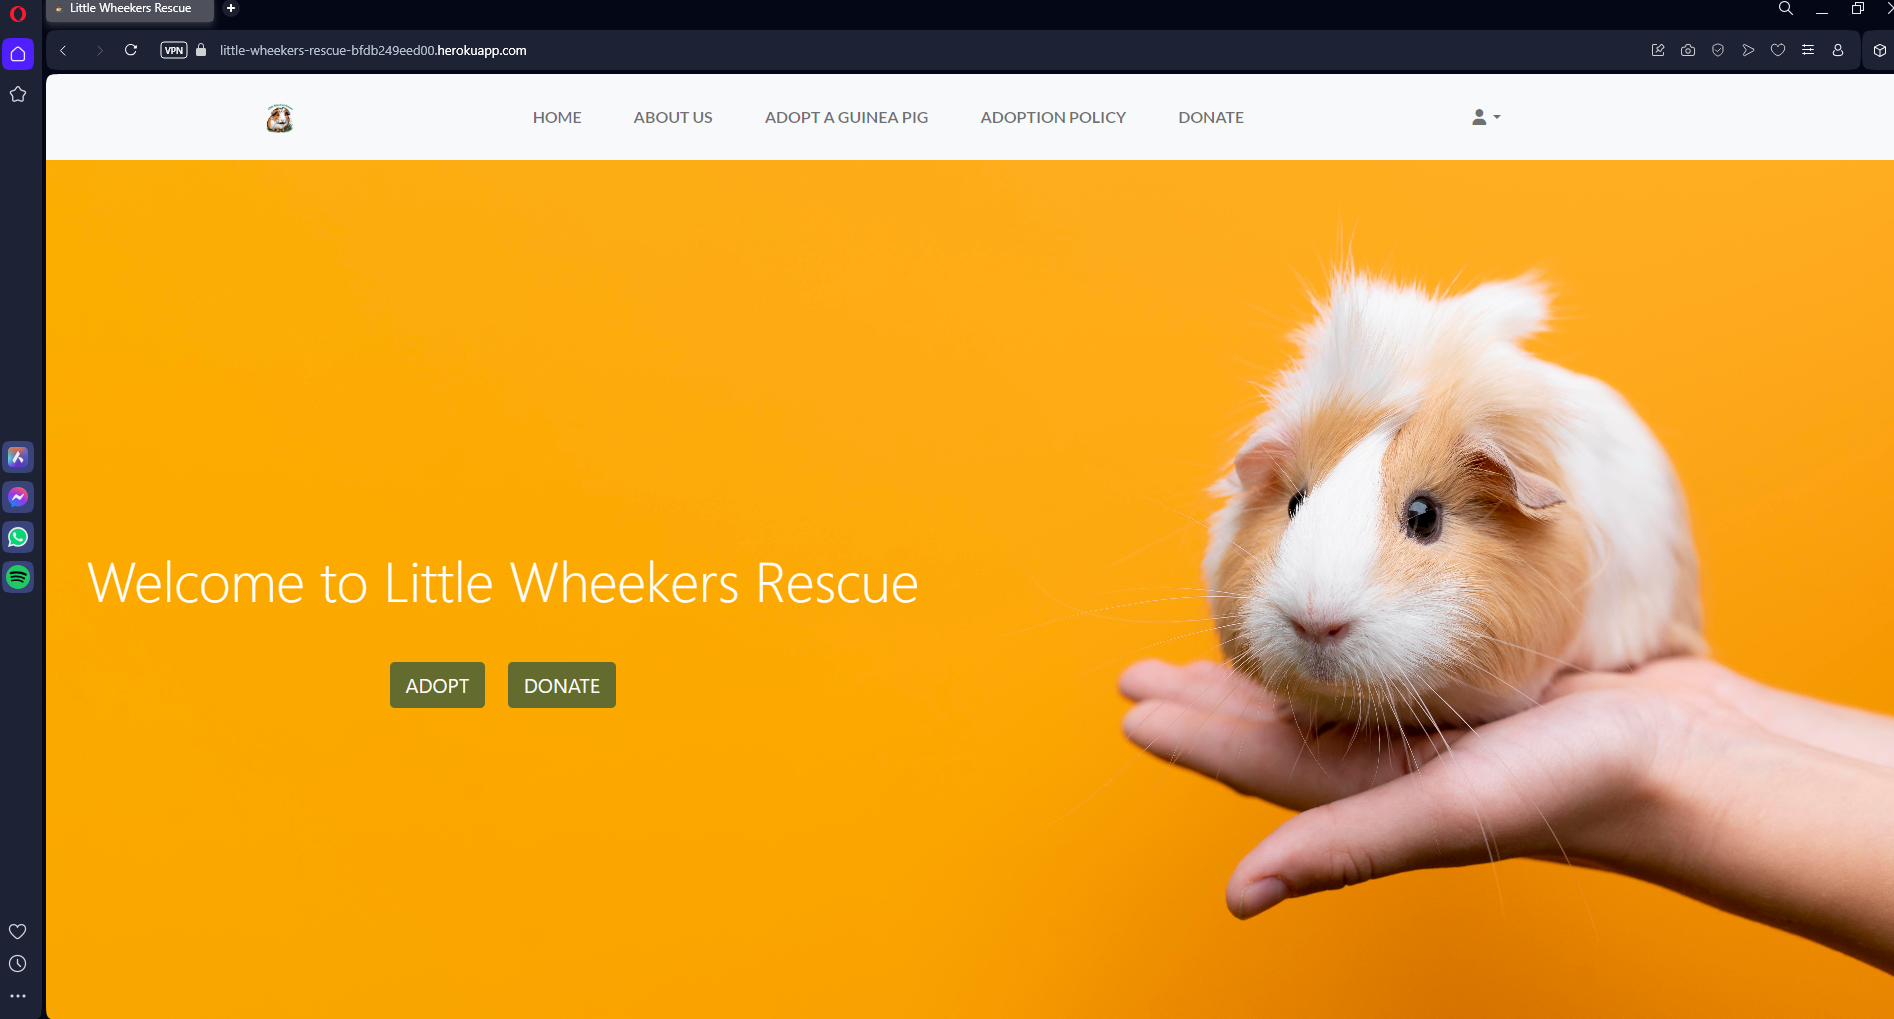 Little Wheekers Rescue
VPN
little-wheekers-rescue-bfdb249eed00.herokuapp.com
HOME
ABOUT US
ADOPT A GUINEA PIG
ADOPTION POLICY
DONATE
Welcome to Little Wheekers Rescue
ADOPT
DONATE